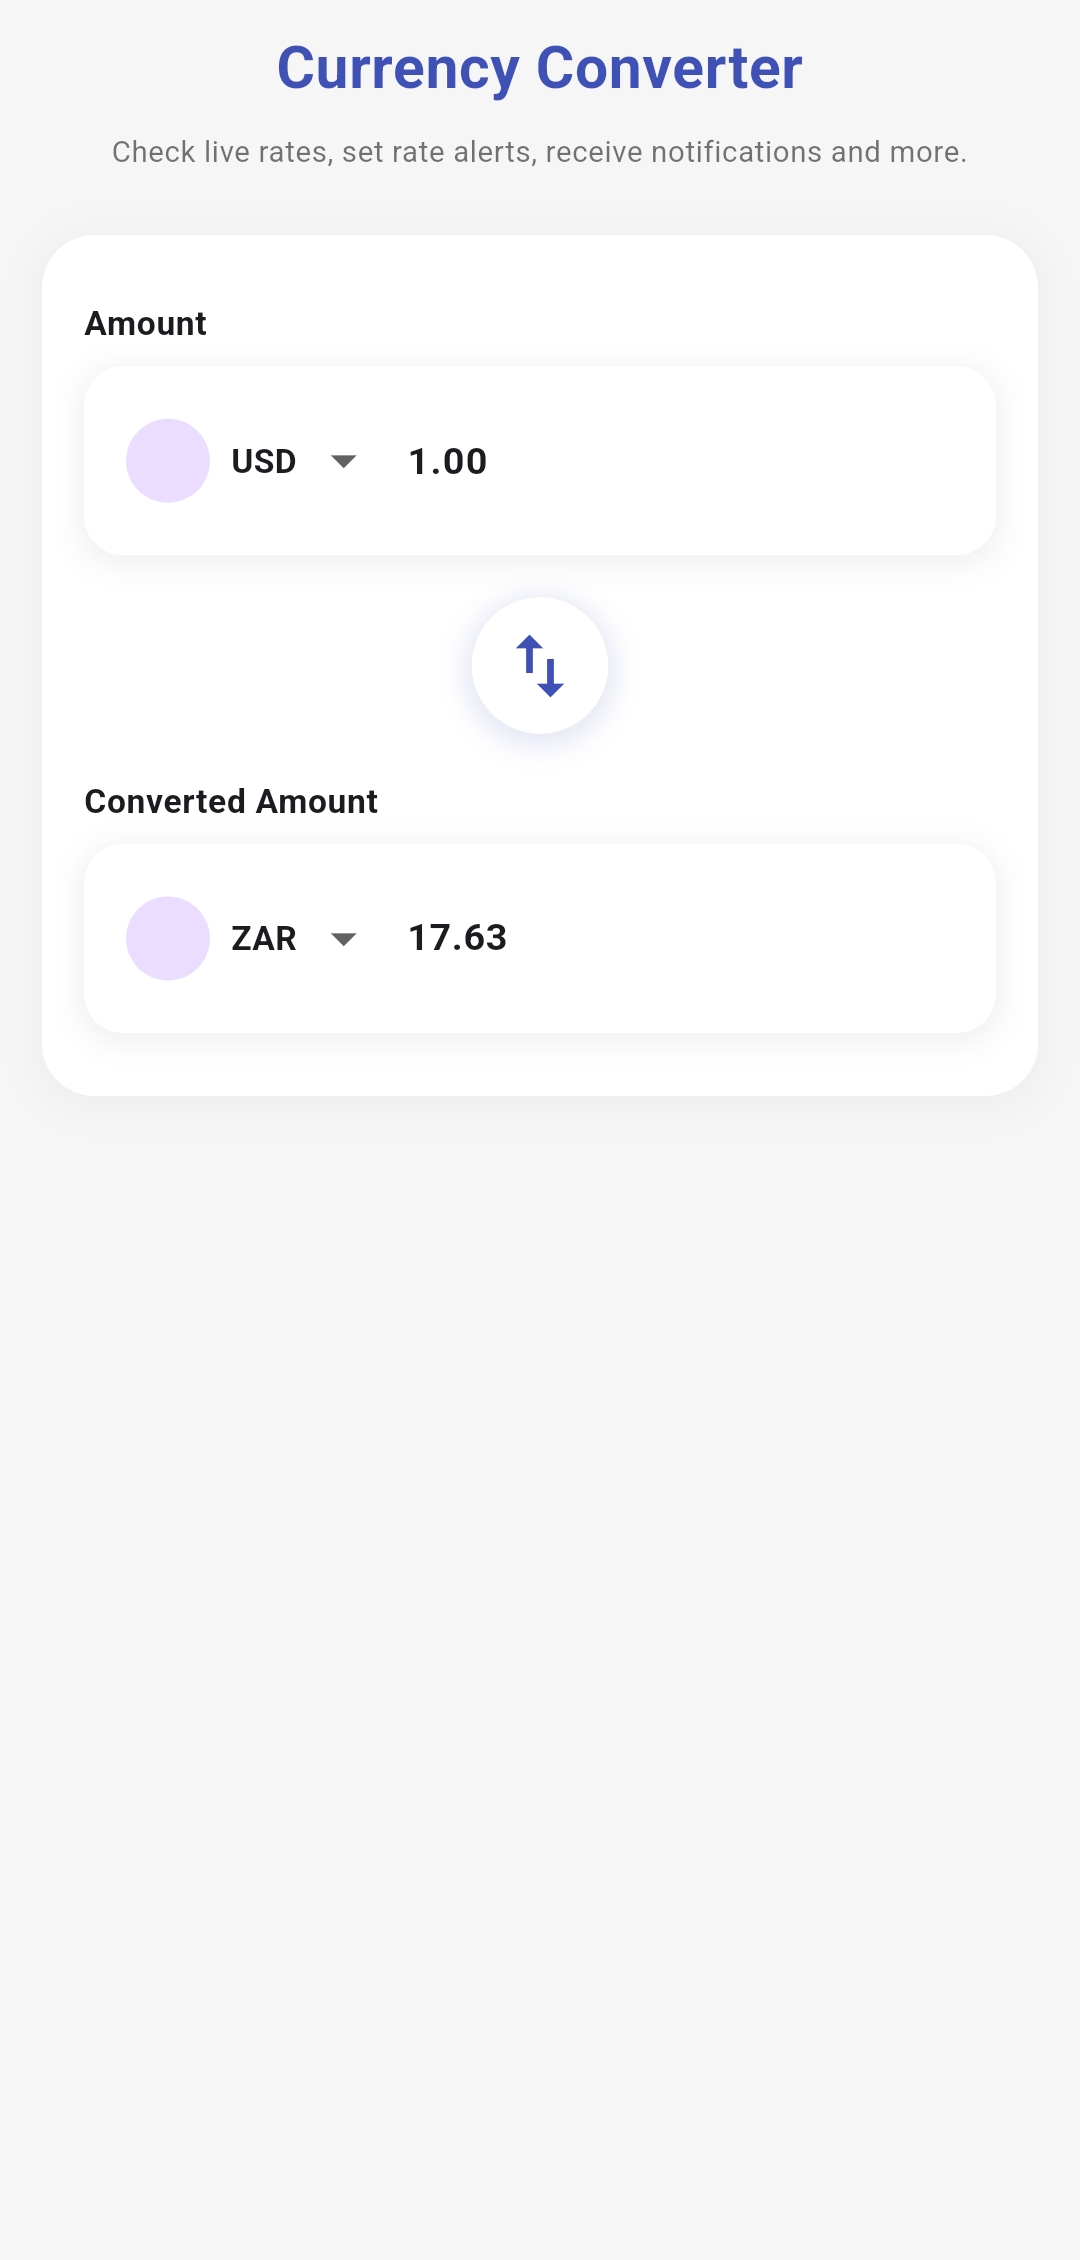 Currency Converter
Check live rates, set rate alerts, receive notifications and more.
Amount
USD 1.00
Converted Amount
ZAR 17.63